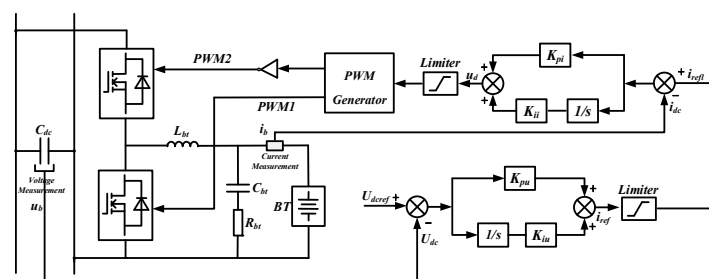 PWM2
PWM
Generator
PWM1
Limiter
u_d
+
+
K_pi
K_ii
1/s
+
i_refl
−
i_dc
C_dc
Voltage
Measurement
u_b
L_bt
i_b
Current
Measurement
C_bt
R_bt
BT
U_dcref
+
−
U_dc
K_pu
1/s
K_iu
+
+
i_ref
Limiter